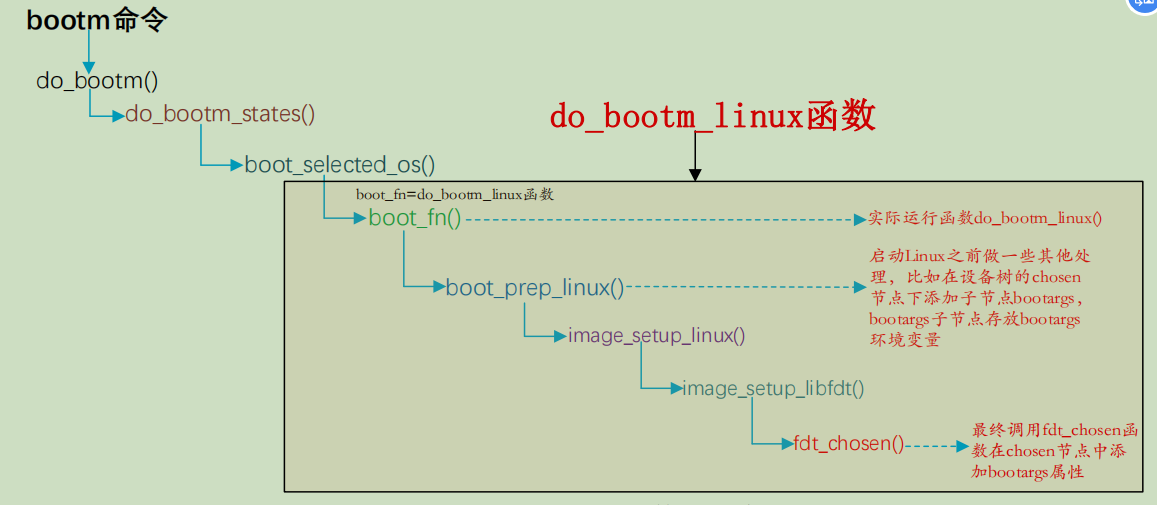 bootm命令
do_bootm()
do_bootm_states()
do_bootm_linux函数
boot_selected_os()
boot_fn=do_bootm_linux函数
boot_fn()
实际运行函数do_bootm_linux()
启动Linux之前做一些其他处
理，比如在设备树的chosen
节点下添加子节点bootargs，
bootargs子节点存放bootargs
环境变量
boot_prep_linux()
image_setup_linux()
image_setup_libfdt()
fdt_chosen()
最终调用fdt_chosen函
数在chosen节点中添
加bootargs属性